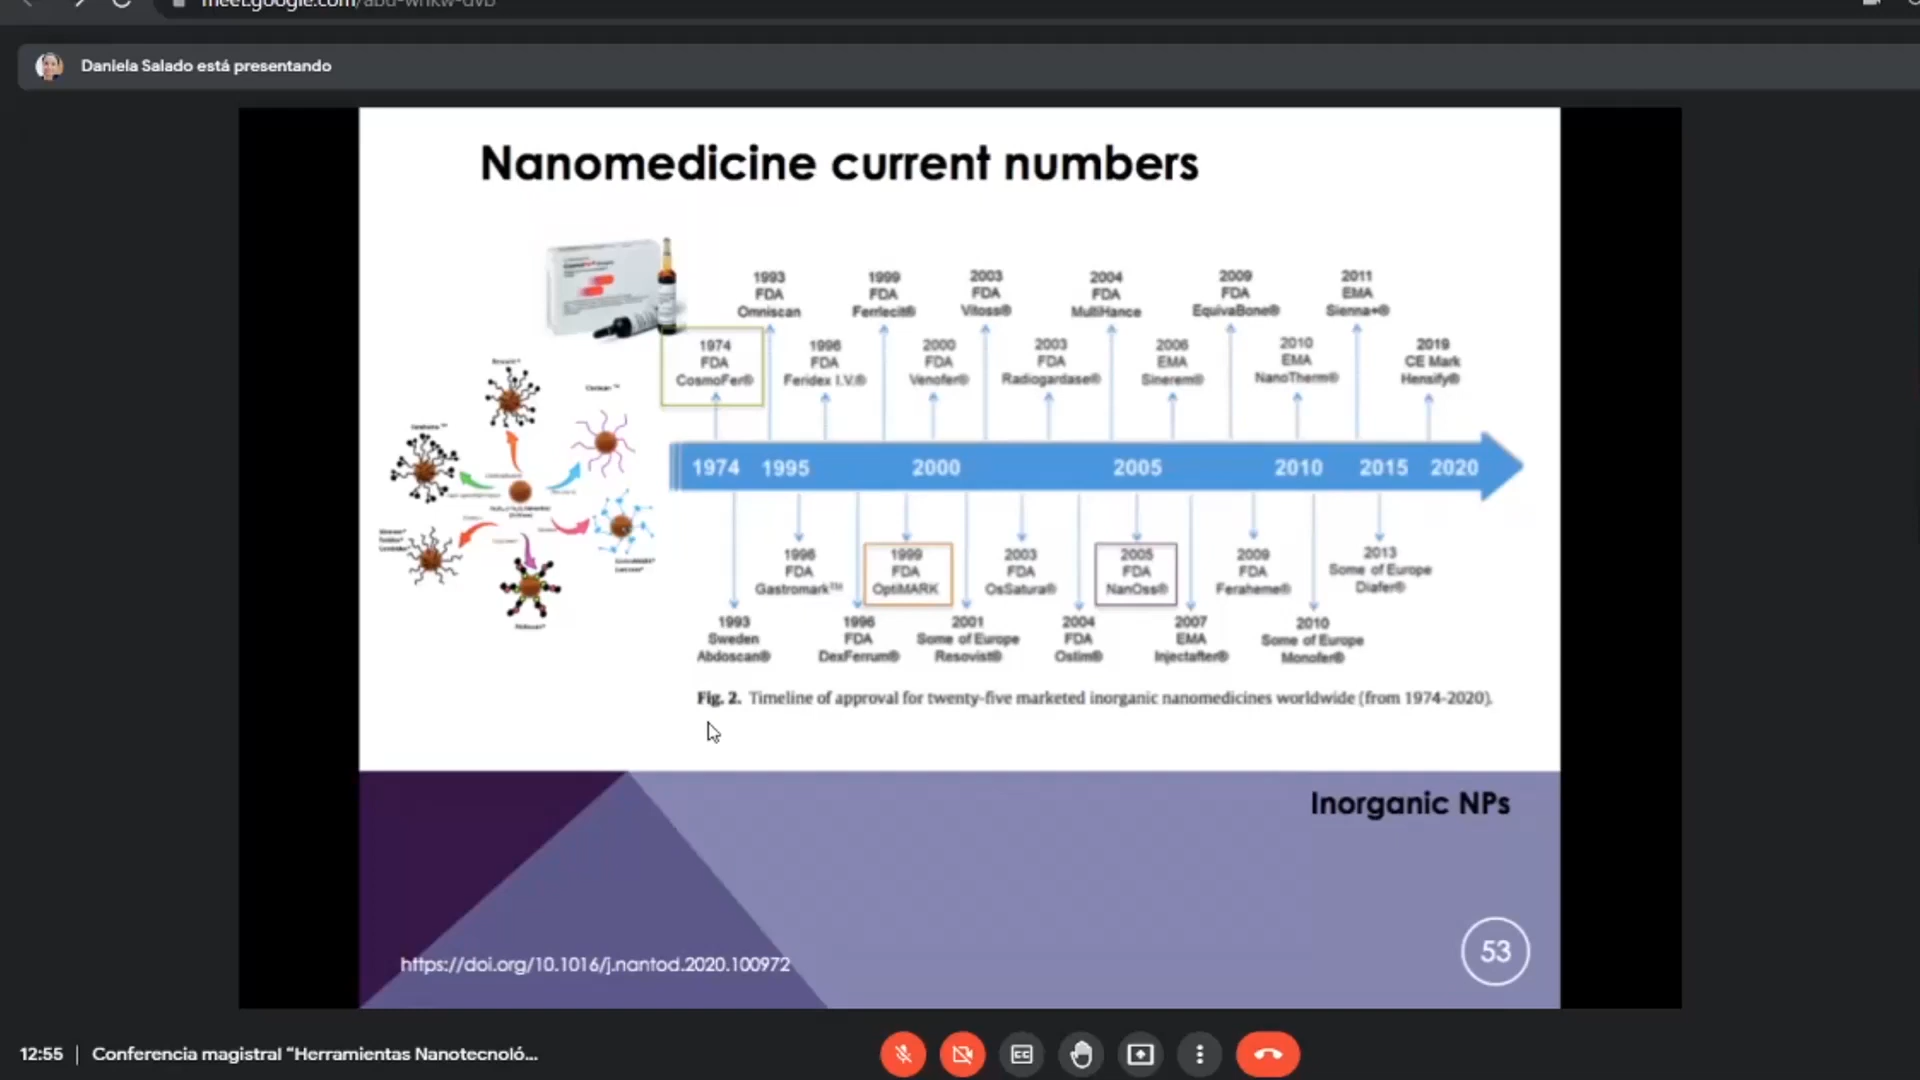 Daniela Salado está presentando
Nanomedicine current numbers
1993
FDA
Omniscan
1999
FDA
Ferrlecit®
2003
FDA
Vitoss®
2004
FDA
MultiHance
2009
FDA
EquivaBone®
2011
EMA
Sienna+®
1974
FDA
CosmoFer®
1996
FDA
Feridex I.V.®
2000
FDA
Venofer®
2003
FDA
Radiogardase®
2006
EMA
Sinerem®
2010
EMA
NanoTherm®
2019
CE Mark
Hensify®
1974 1995 2000 2005 2010 2015 2020
1996
FDA
Gastromark™
1999
FDA
OptiMARK
2003
FDA
OsSatura®
2005
FDA
NanOss®
2009
FDA
Feraheme®
2013
Some of Europe
Diafer®
1993
Sweden
Abdoscan®
1996
FDA
DexFerrum®
2001
Some of Europe
Resovist®
2004
FDA
Ostim®
2007
EMA
Injectafter®
2010
Some of Europe
Monofer®
Fig. 2. Timeline of approval for twenty-five marketed inorganic nanomedicines worldwide (from 1974-2020).
Inorganic NPs
https://doi.org/10.1016/j.nantod.2020.100972
53
12:55 | Conferencia magistral “Herramientas Nanotecnoló...